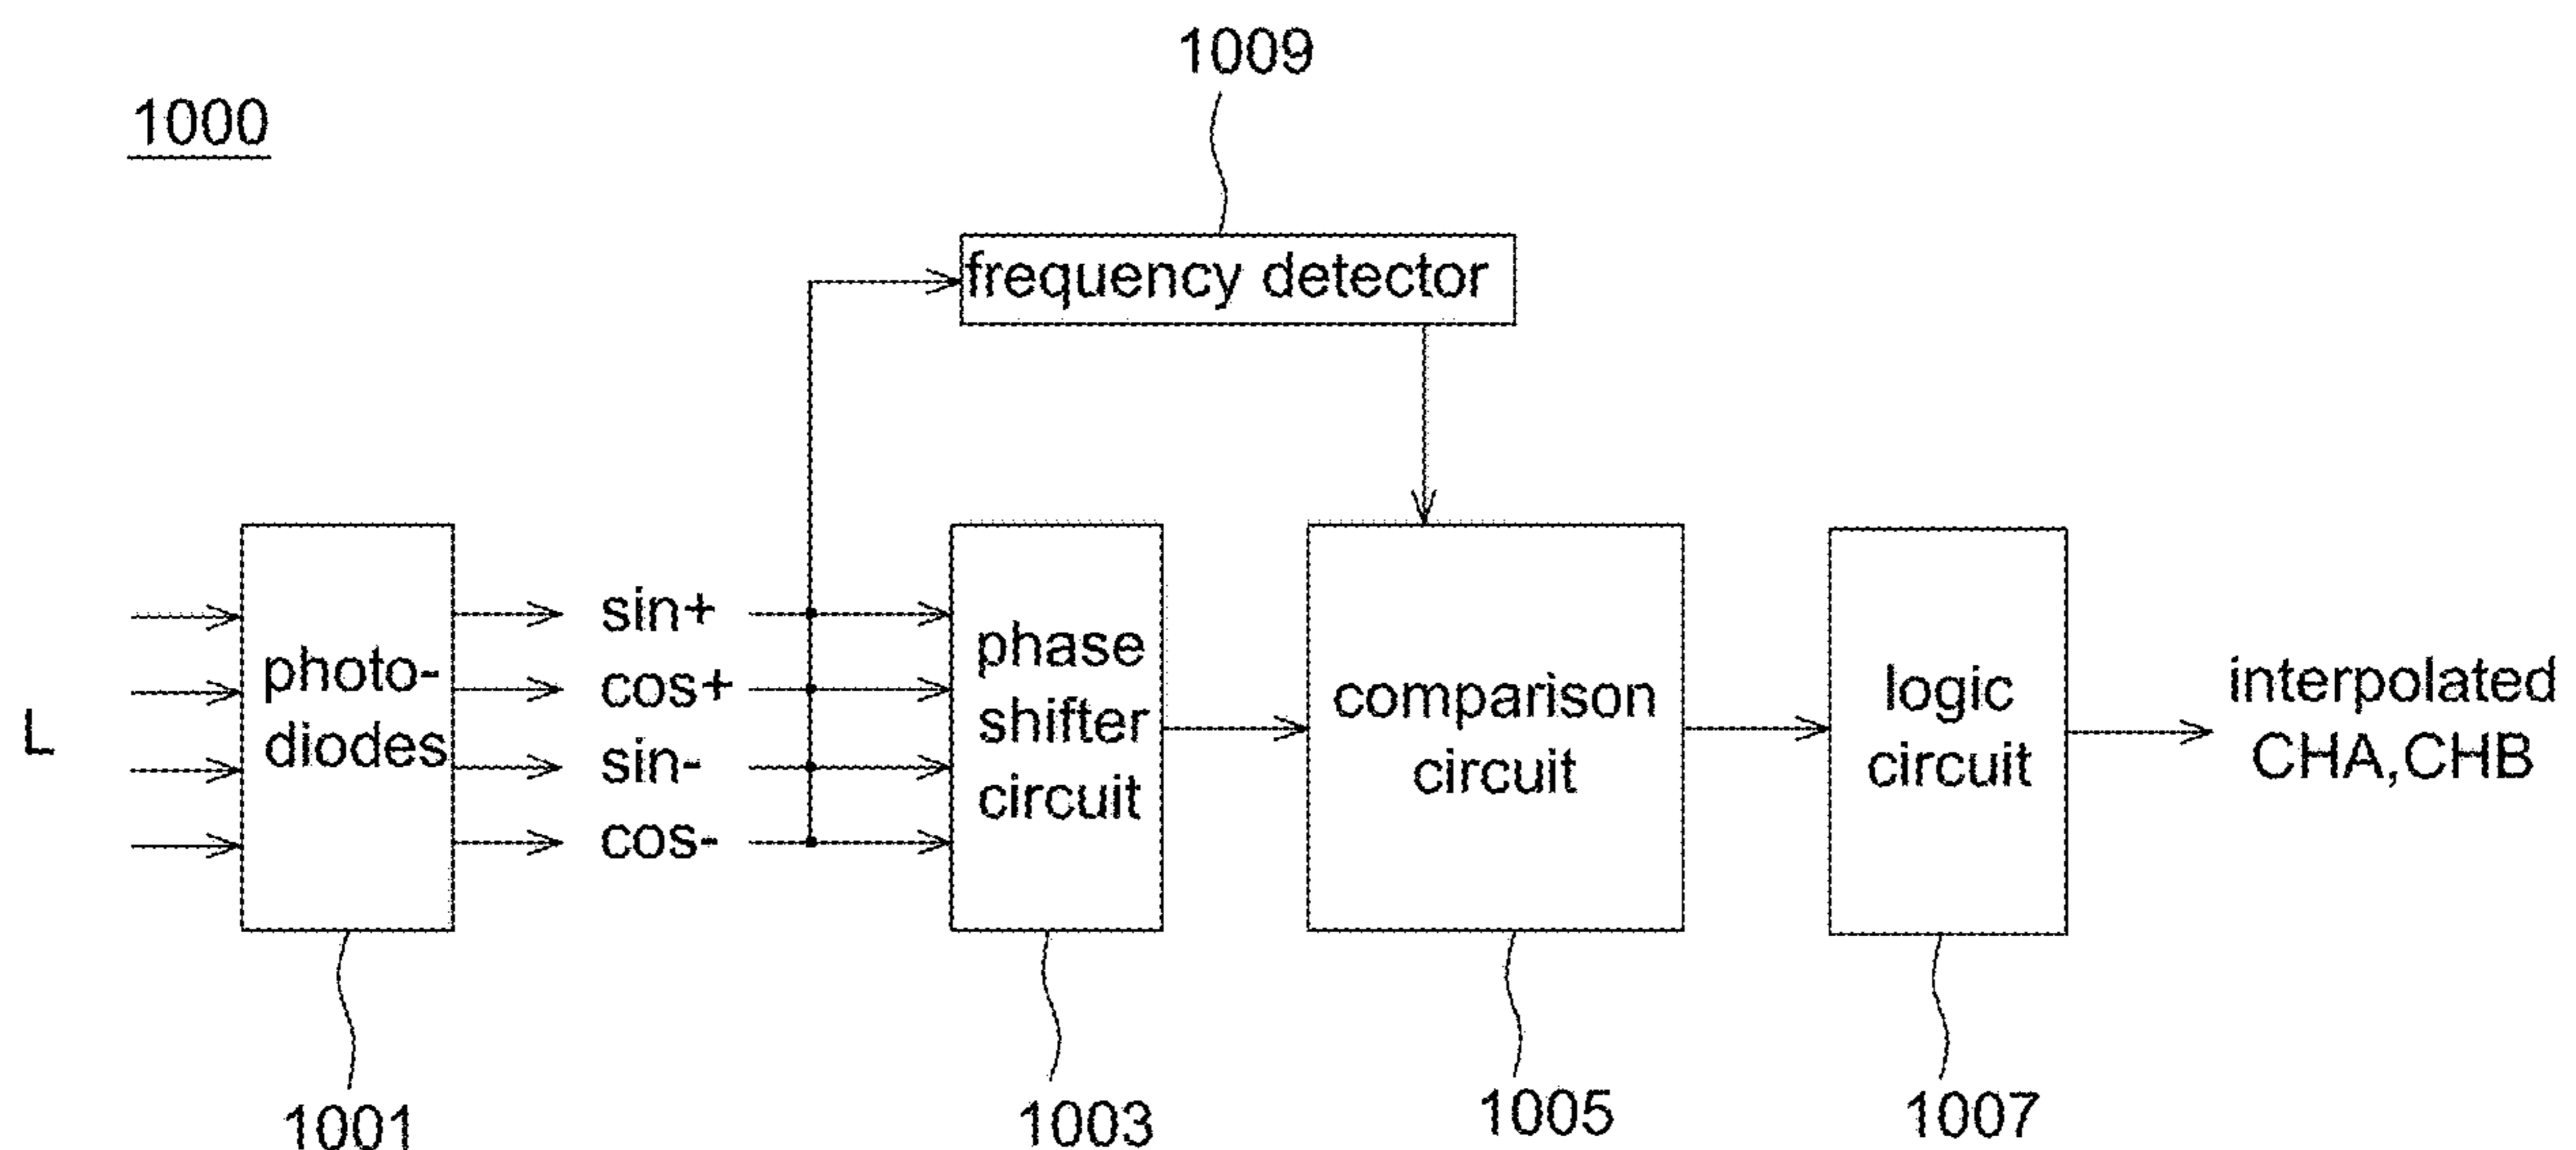 1000
1009
frequency detector
L
photo-
diodes
sin+
cos+
sin-
cos-
phase
shifter
circuit
comparison
circuit
logic
circuit
interpolated
CHA,CHB
1001
1003
1005
1007